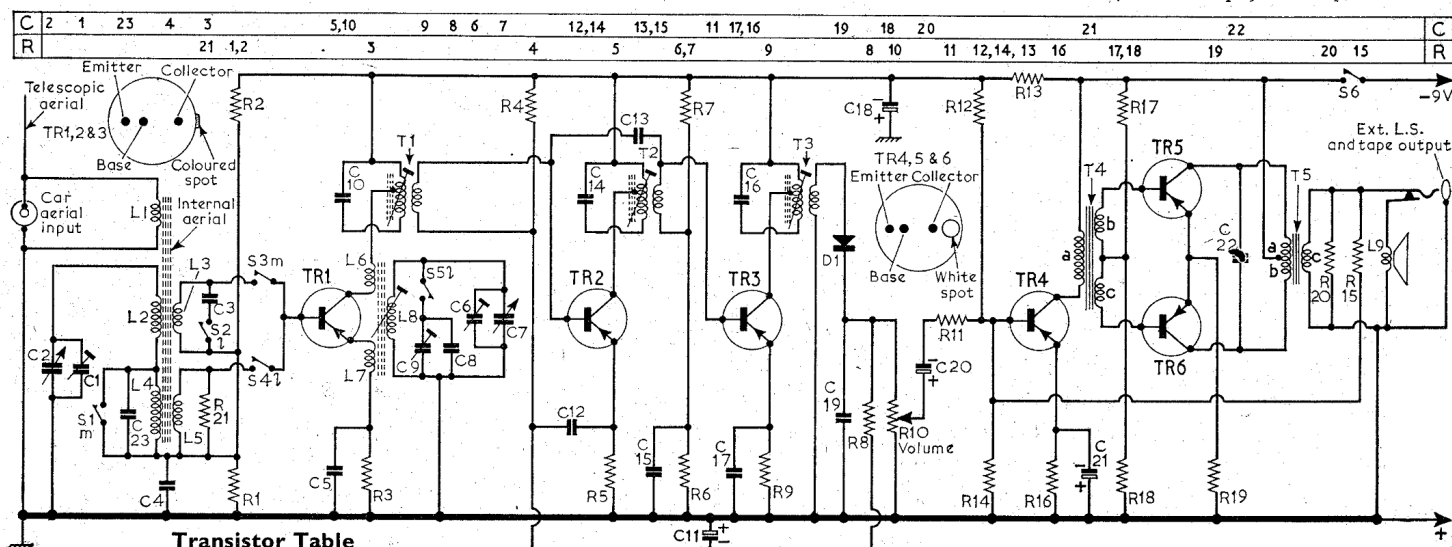 C 2 1 23 4 3 5,10 9 8 6 7 12,14 13,15 11 17,16 19 18 20 21 22 C
R 21 1,2 3 4 5 6,7 9 8 10 11 12,14, 13 16 17,18 19 20 15 R
Emitter Collector
Telescopic aerial
TR1,2&3
Base Coloured spot
R2
R4
R7
C18 - +
R12
R13
R17
S6
-9V
T1
C13
T2
T3
C 10
C 14
C 16
TR4,5 & 6
Emitter Collector
Base White spot
T4
TR5
T5
Ext. L.S. and tape output
Car aerial input
L1
Internal aerial
L3
S3m
L2
C3
S2 l
TR1
L6
L8
S5l
C6
C7
C9
C8
L7
TR2
TR3
D1
R11
C20 - +
TR4
a b c
TR6
C 22
a b c
R 20
R 15
L9
C2
C1
S1 m
C 23
L4
L5
R 21
S4l
C12
C 19
R8
R10 Volume
C4
R1
C5
R3
R5
C 15
R6
C 17
R9
R14
R16
C 21 - +
R18
R19
C11 + -
+
Transistor Table